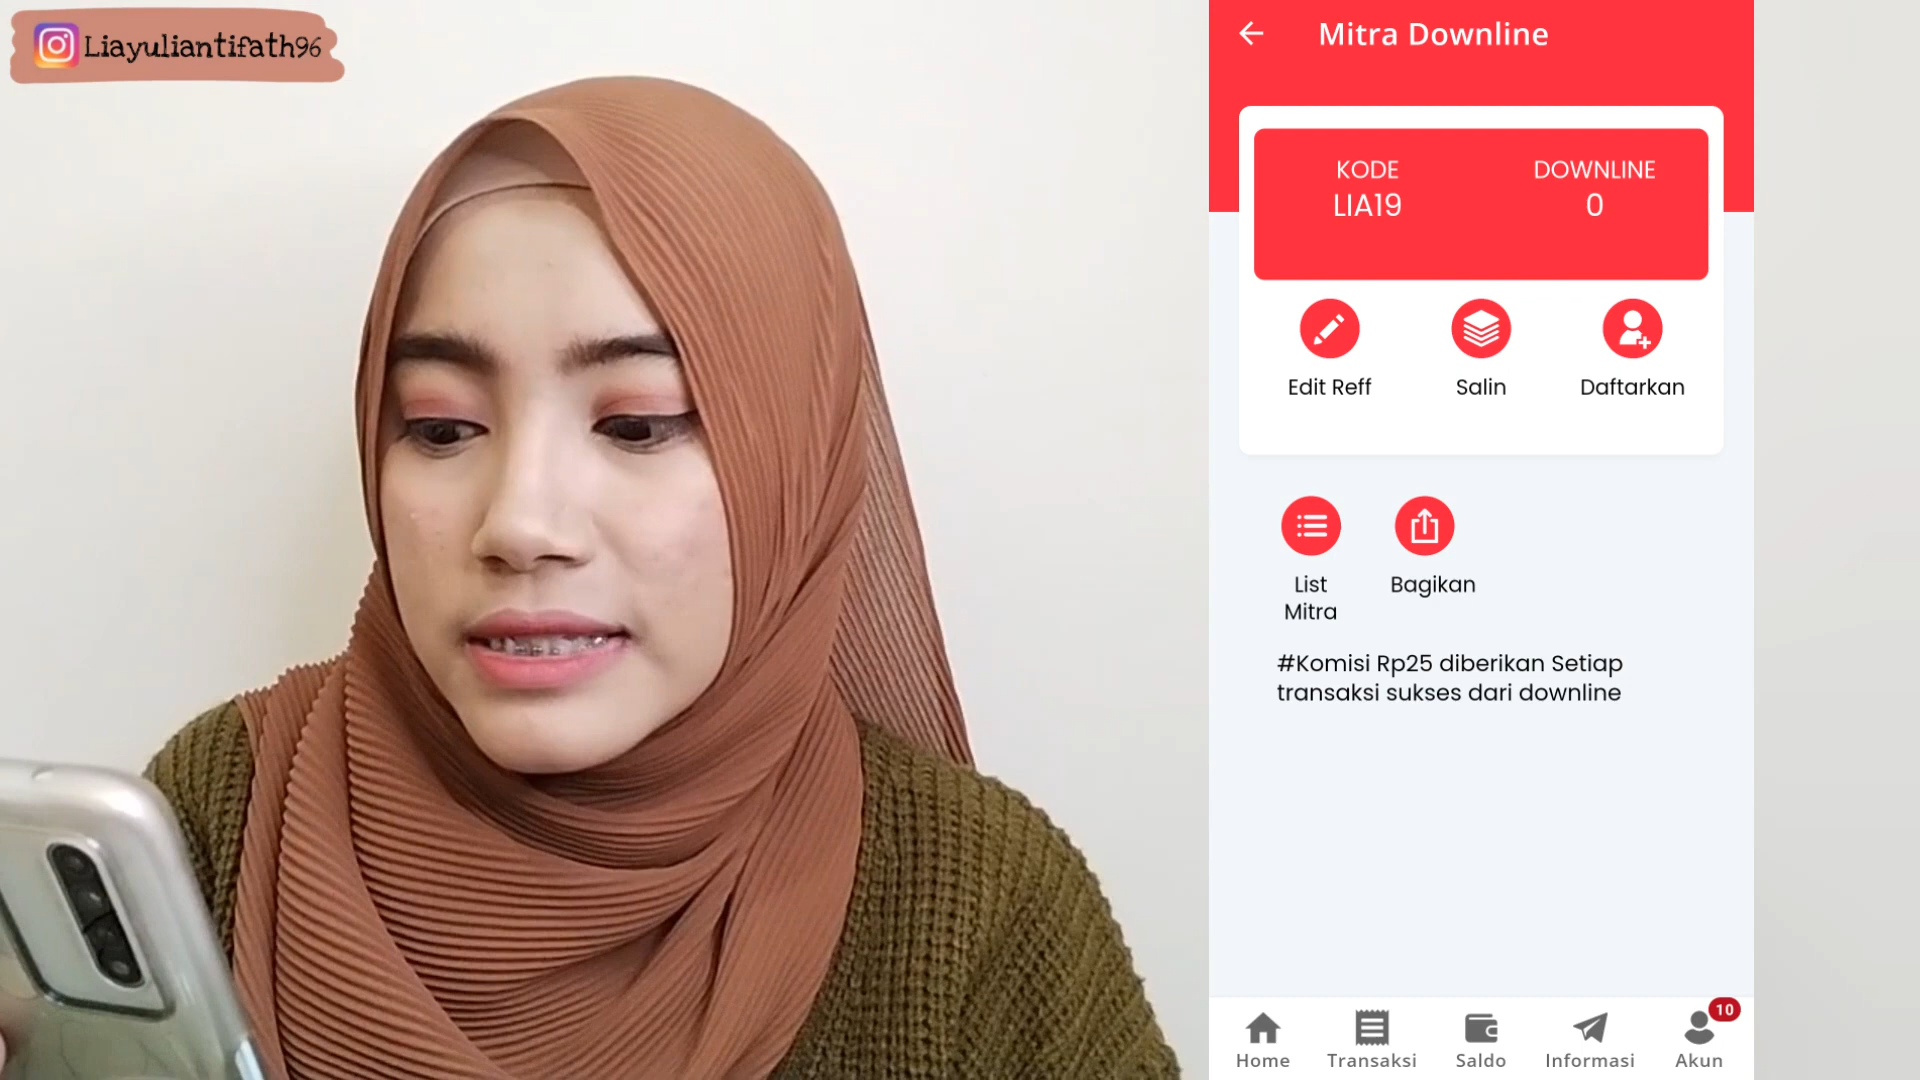 Liayuliantifath96
Mitra Downline
KODE
DOWNLINE
LIA19
0
Edit Reff
Salin
Daftarkan
List
Mitra
Bagikan
#Komisi Rp25 diberikan Setiap
transaksi sukses dari downline
10
Home
Transaksi
Saldo
Informasi
Akun